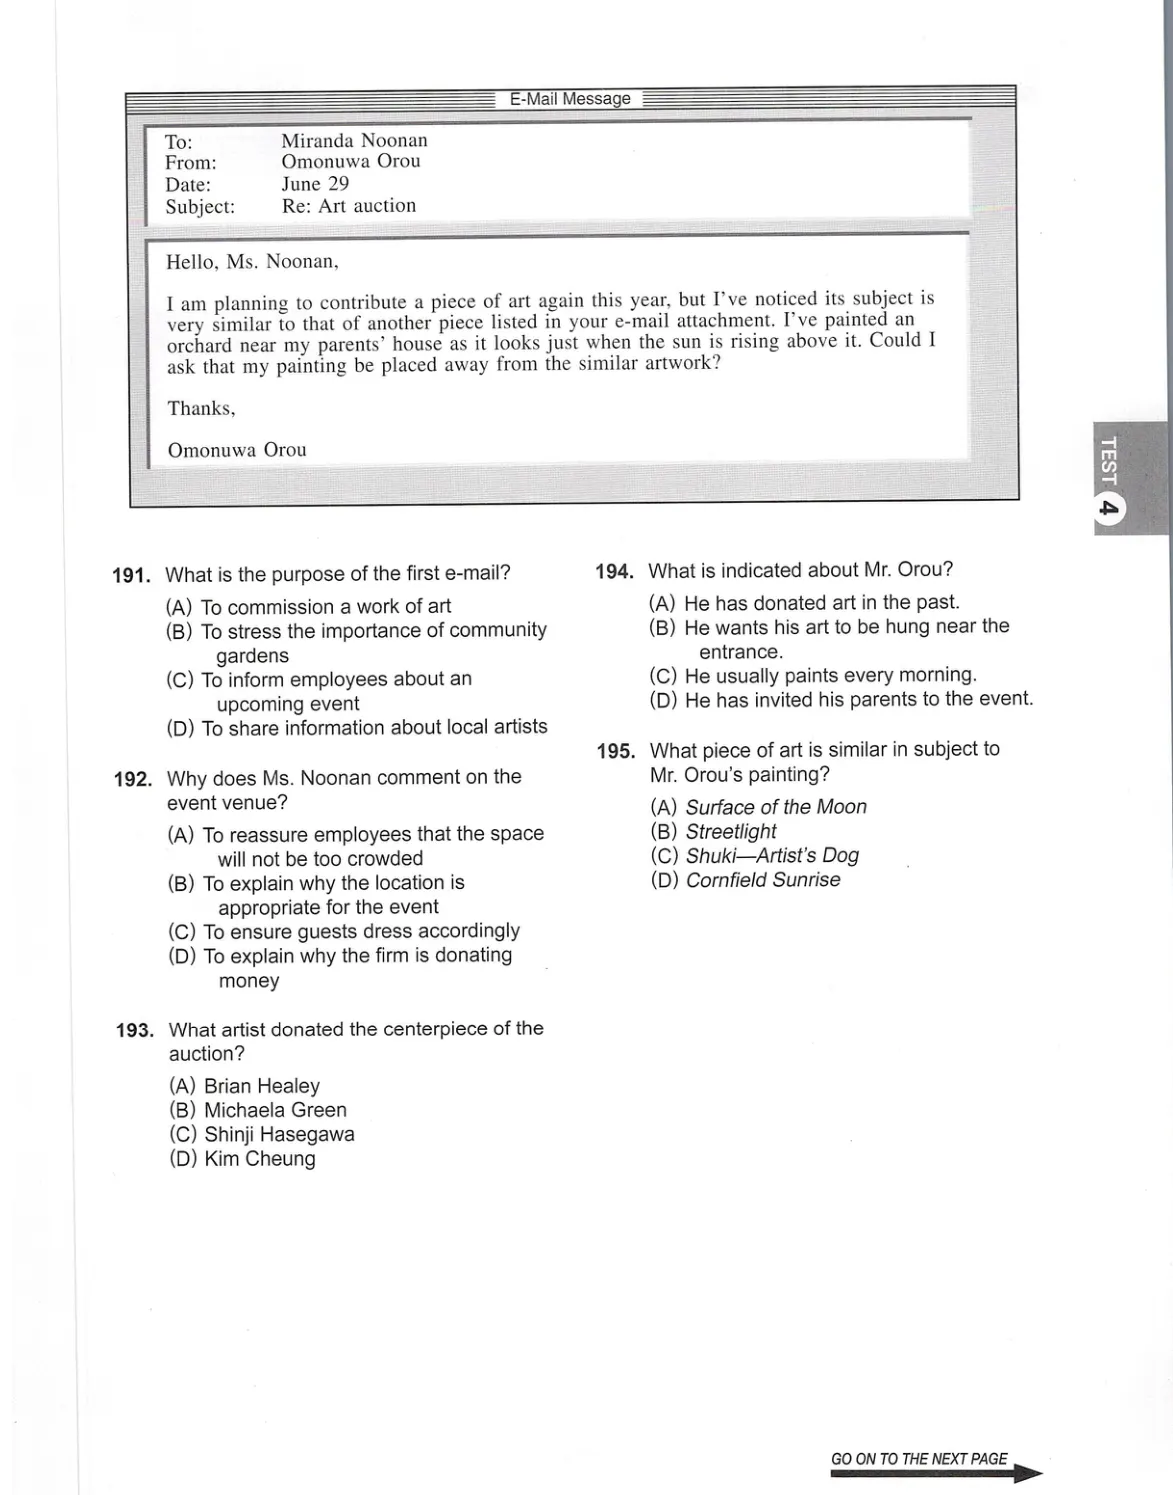 E-Mail Message
To: Miranda Noonan
From: Omonuwa Orou
Date: June 29
Subject: Re: Art auction
Hello, Ms. Noonan,
I am planning to contribute a piece of art again this year, but I've noticed its subject is
very similar to that of another piece listed in your e-mail attachment. I've painted an
orchard near my parents' house as it looks just when the sun is rising above it. Could I
ask that my painting be placed away from the similar artwork?
Thanks,
Omonuwa Orou
TEST 4
191. What is the purpose of the first e-mail?
(A) To commission a work of art
(B) To stress the importance of community
gardens
(C) To inform employees about an
upcoming event
(D) To share information about local artists
192. Why does Ms. Noonan comment on the
event venue?
(A) To reassure employees that the space
will not be too crowded
(B) To explain why the location is
appropriate for the event
(C) To ensure guests dress accordingly
(D) To explain why the firm is donating
money
193. What artist donated the centerpiece of the
auction?
(A) Brian Healey
(B) Michaela Green
(C) Shinji Hasegawa
(D) Kim Cheung
194. What is indicated about Mr. Orou?
(A) He has donated art in the past.
(B) He wants his art to be hung near the
entrance.
(C) He usually paints every morning.
(D) He has invited his parents to the event.
195. What piece of art is similar in subject to
Mr. Orou's painting?
(A) Surface of the Moon
(B) Streetlight
(C) Shuki—Artist's Dog
(D) Cornfield Sunrise
GO ON TO THE NEXT PAGE